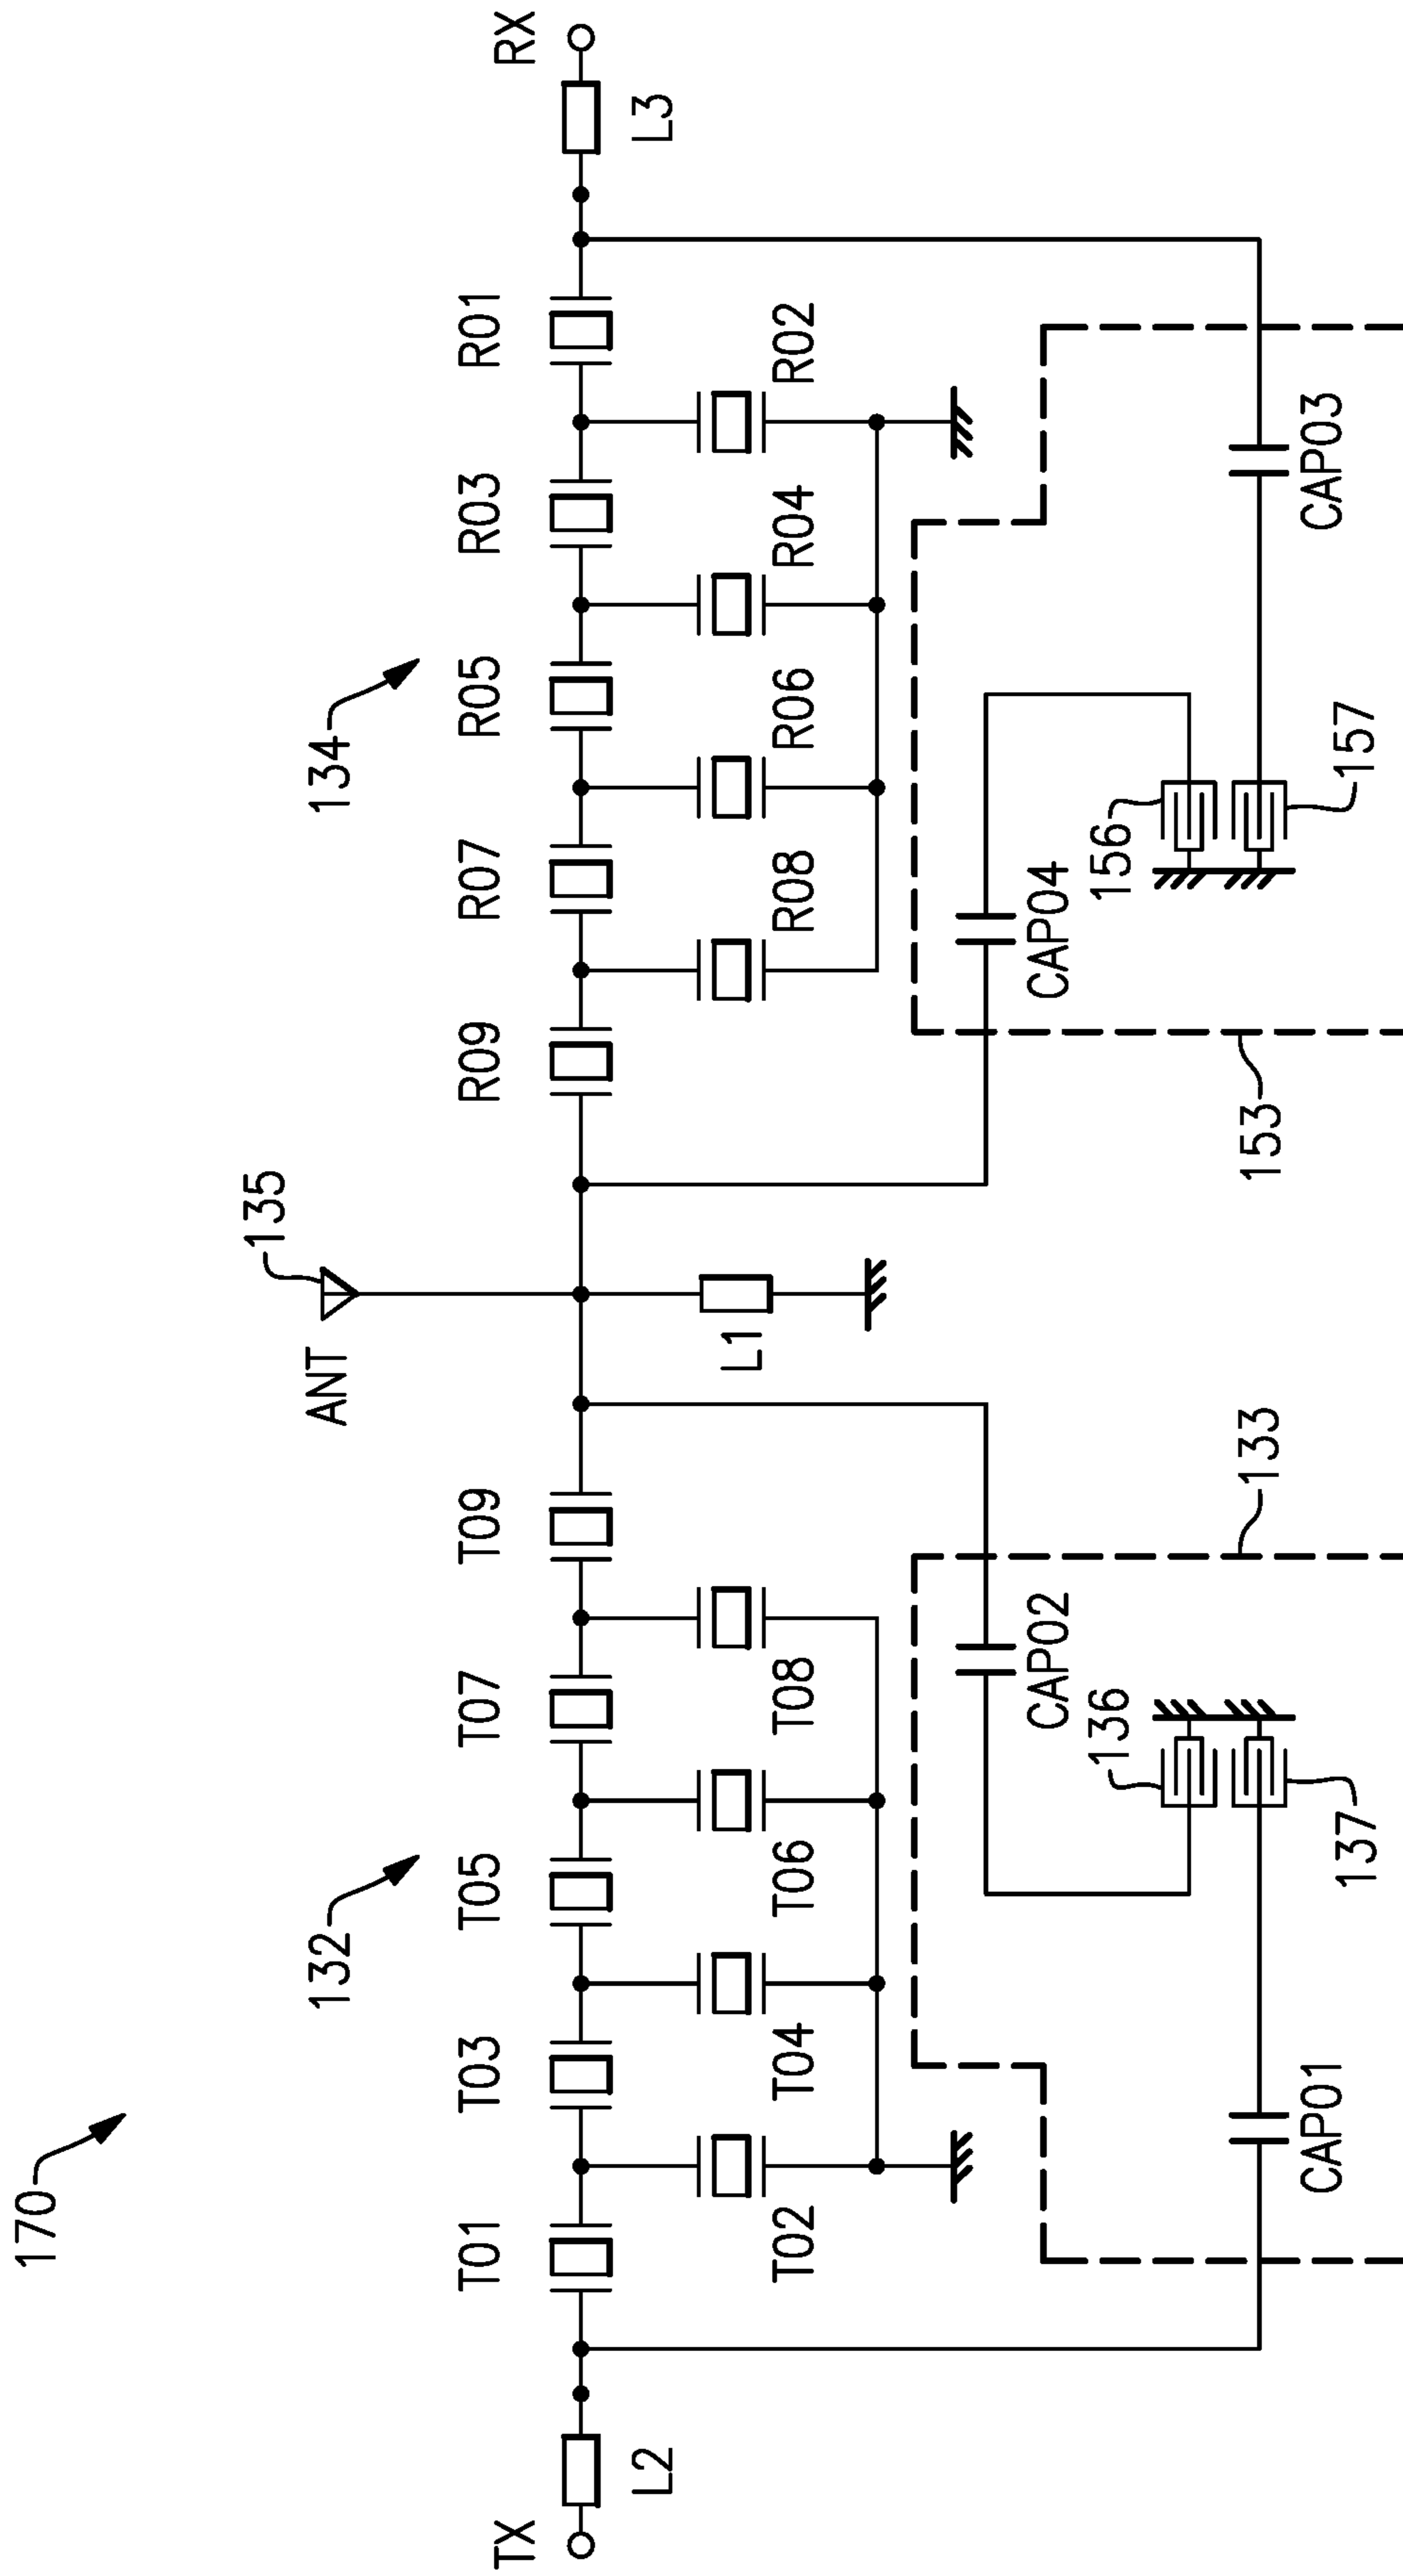 170
132
134
ANT
135
TX
L2
T01
T03
T05
T07
T09
R09
R07
R05
R03
R01
RX
L3
T02
T04
T06
T08
L1
R08
R06
R04
R02
CAP02
CAP04
136
156
133
153
CAP01
137
157
CAP03